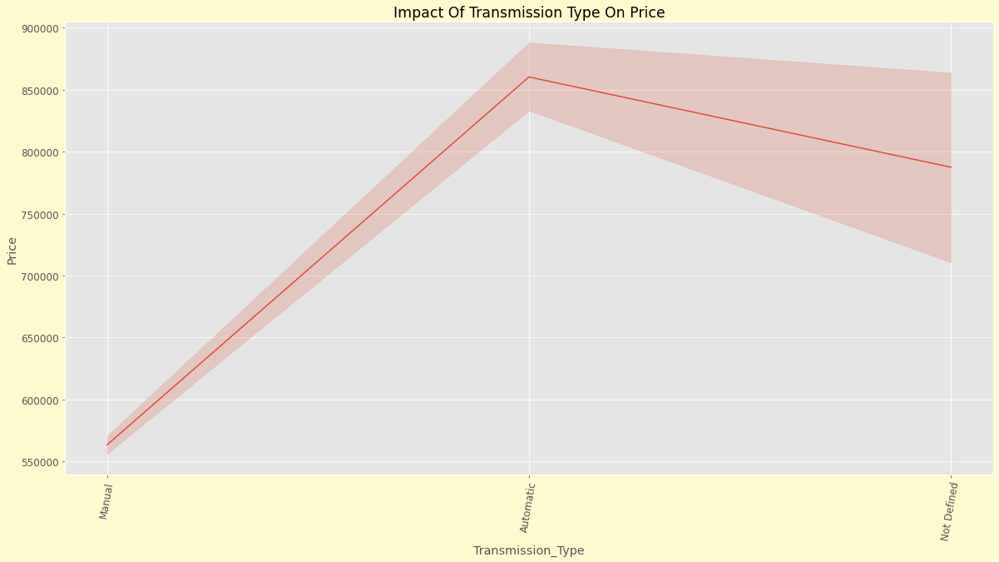 Impact Of Transmission Type On Price
900000
850000
800000
750000
700000
650000
600000
550000
Price
Manual
Automatic
Not Defined
Transmission_Type